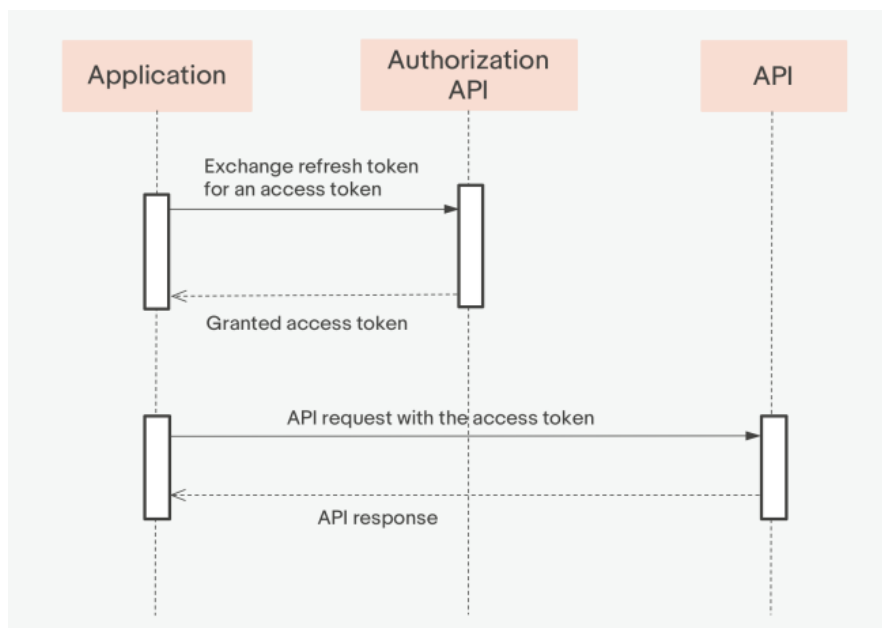 Application
Authorization
API
API
Exchange refresh token
for an access token
Granted access token
API request with the access token
API response